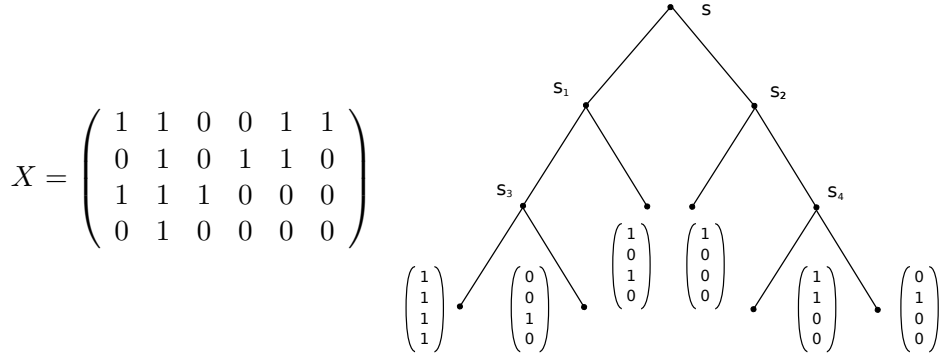 X = ( 1 1 0 0 1 1
0 1 0 1 1 0
1 1 1 0 0 0
0 1 0 0 0 0 )
s
s₁
s₂
s₃
s₄
( 1 1 1 1 )
( 0 0 1 0 )
( 1 0 1 0 )
( 1 0 0 0 )
( 1 1 0 0 )
( 0 1 0 0 )